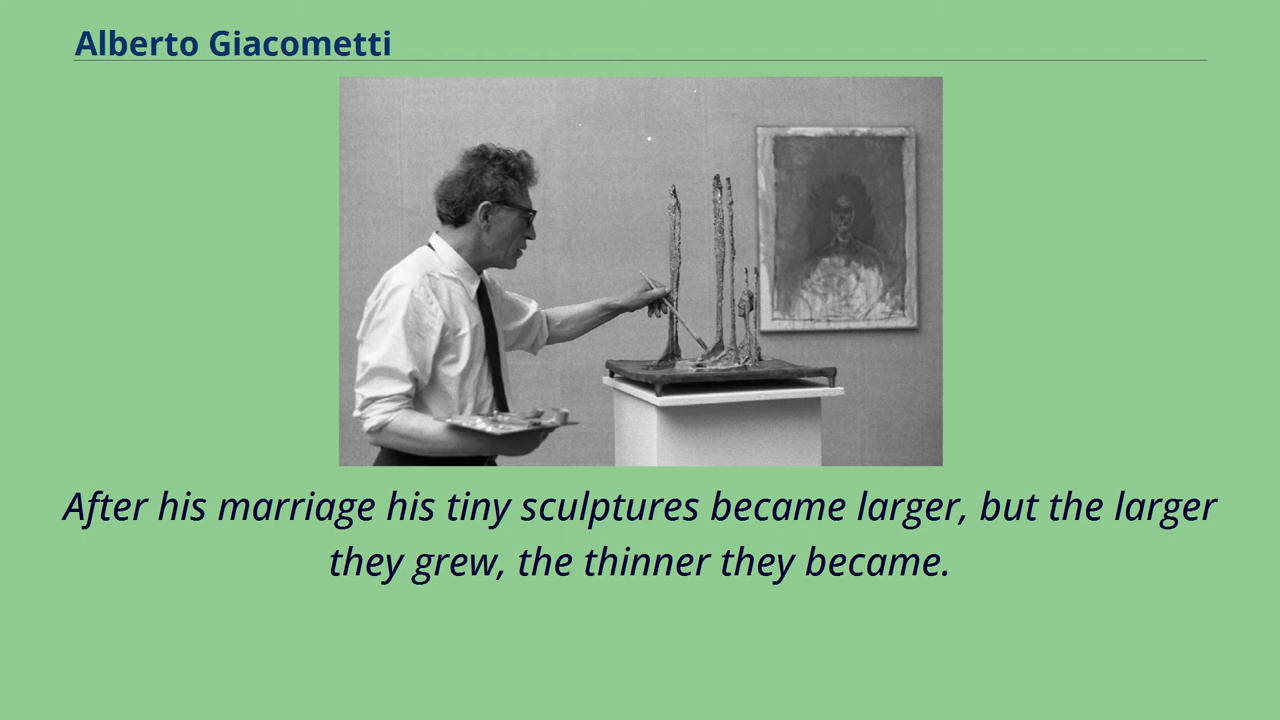 Alberto Giacometti
After his marriage his tiny sculptures became larger, but the larger
they grew, the thinner they became.